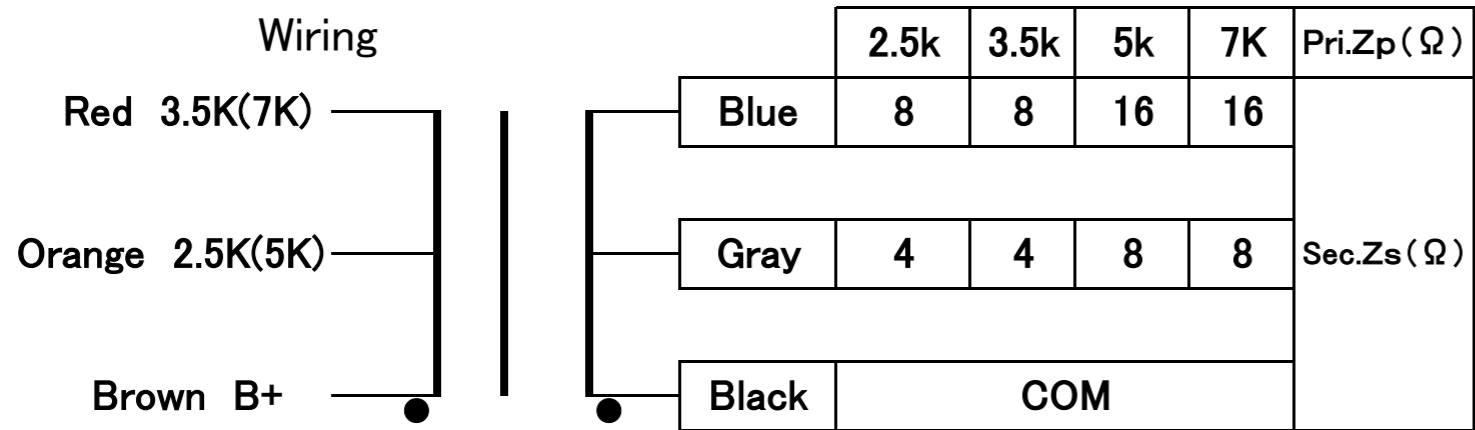 Wiring
2.5k 3.5k 5k 7K Pri.Zp(Ω)
Red 3.5K(7K) Blue 8 8 16 16
Orange 2.5K(5K) Gray 4 4 8 8 Sec.Zs(Ω)
Brown B+ Black COM